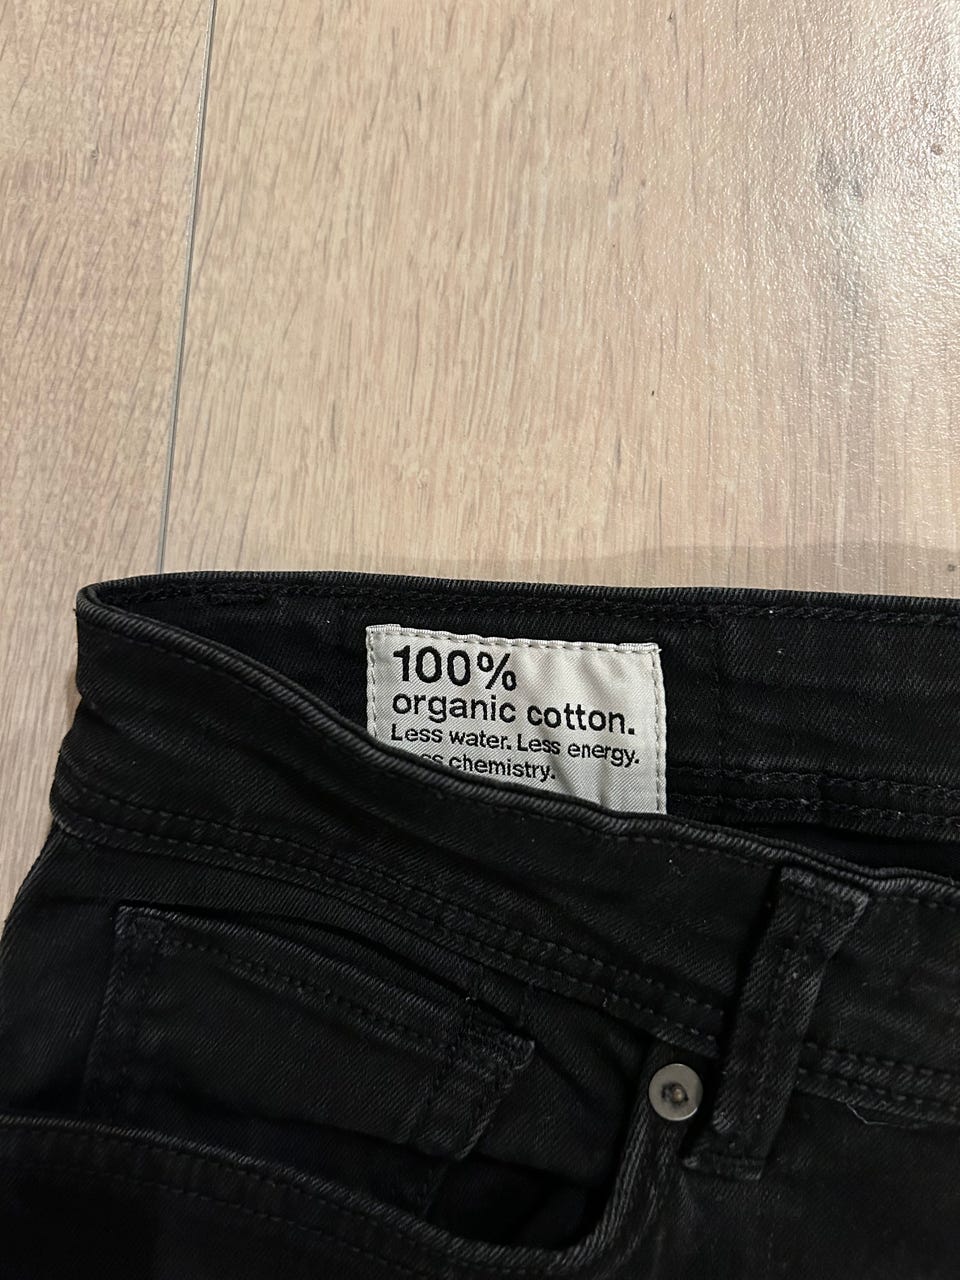 100%
organic cotton.
Less water. Less energy.
chemistry.